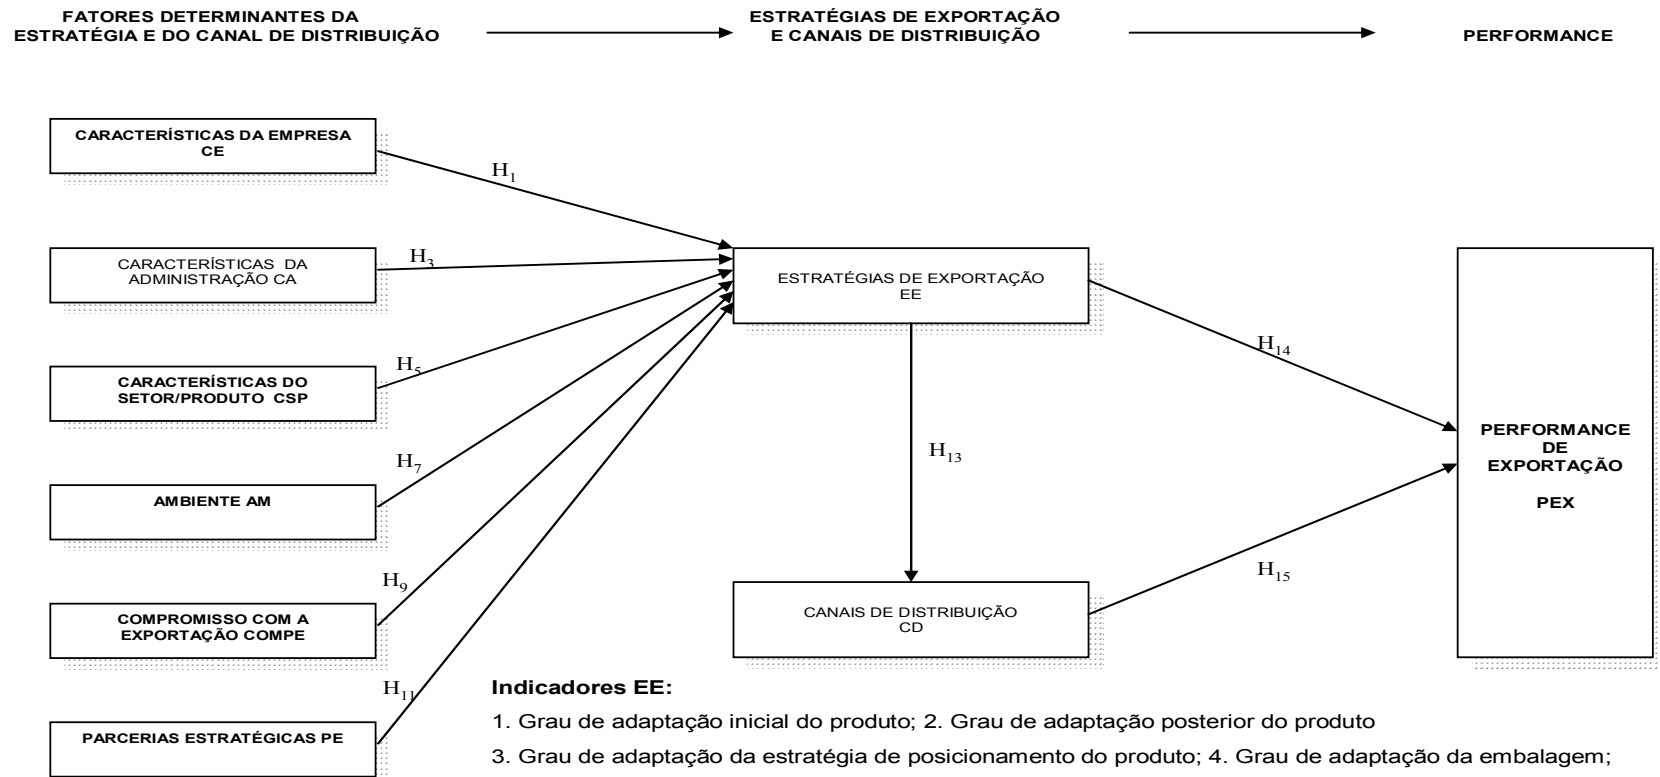 FATORES DETERMINANTES DA
ESTRATÉGIA E DO CANAL DE DISTRIBUIÇÃO
ESTRATÉGIAS DE EXPORTAÇÃO
E CANAIS DE DISTRIBUIÇÃO
PERFORMANCE
CARACTERÍSTICAS DA EMPRESA
CE
H1
CARACTERÍSTICAS DA
ADMINISTRAÇÃO CA
H3
ESTRATÉGIAS DE EXPORTAÇÃO
EE
H14
CARACTERÍSTICAS DO
SETOR/PRODUTO CSP
H5
AMBIENTE AM
H7
H13
PERFORMANCE
DE
EXPORTAÇÃO
PEX
COMPROMISSO COM A
EXPORTAÇÃO COMPE
H9
CANAIS DE DISTRIBUIÇÃO
CD
H15
PARCERIAS ESTRATÉGICAS PE
H11
Indicadores EE:
1. Grau de adaptação inicial do produto; 2. Grau de adaptação posterior do produto
3. Grau de adaptação da estratégia de posicionamento do produto; 4. Grau de adaptação da embalagem;